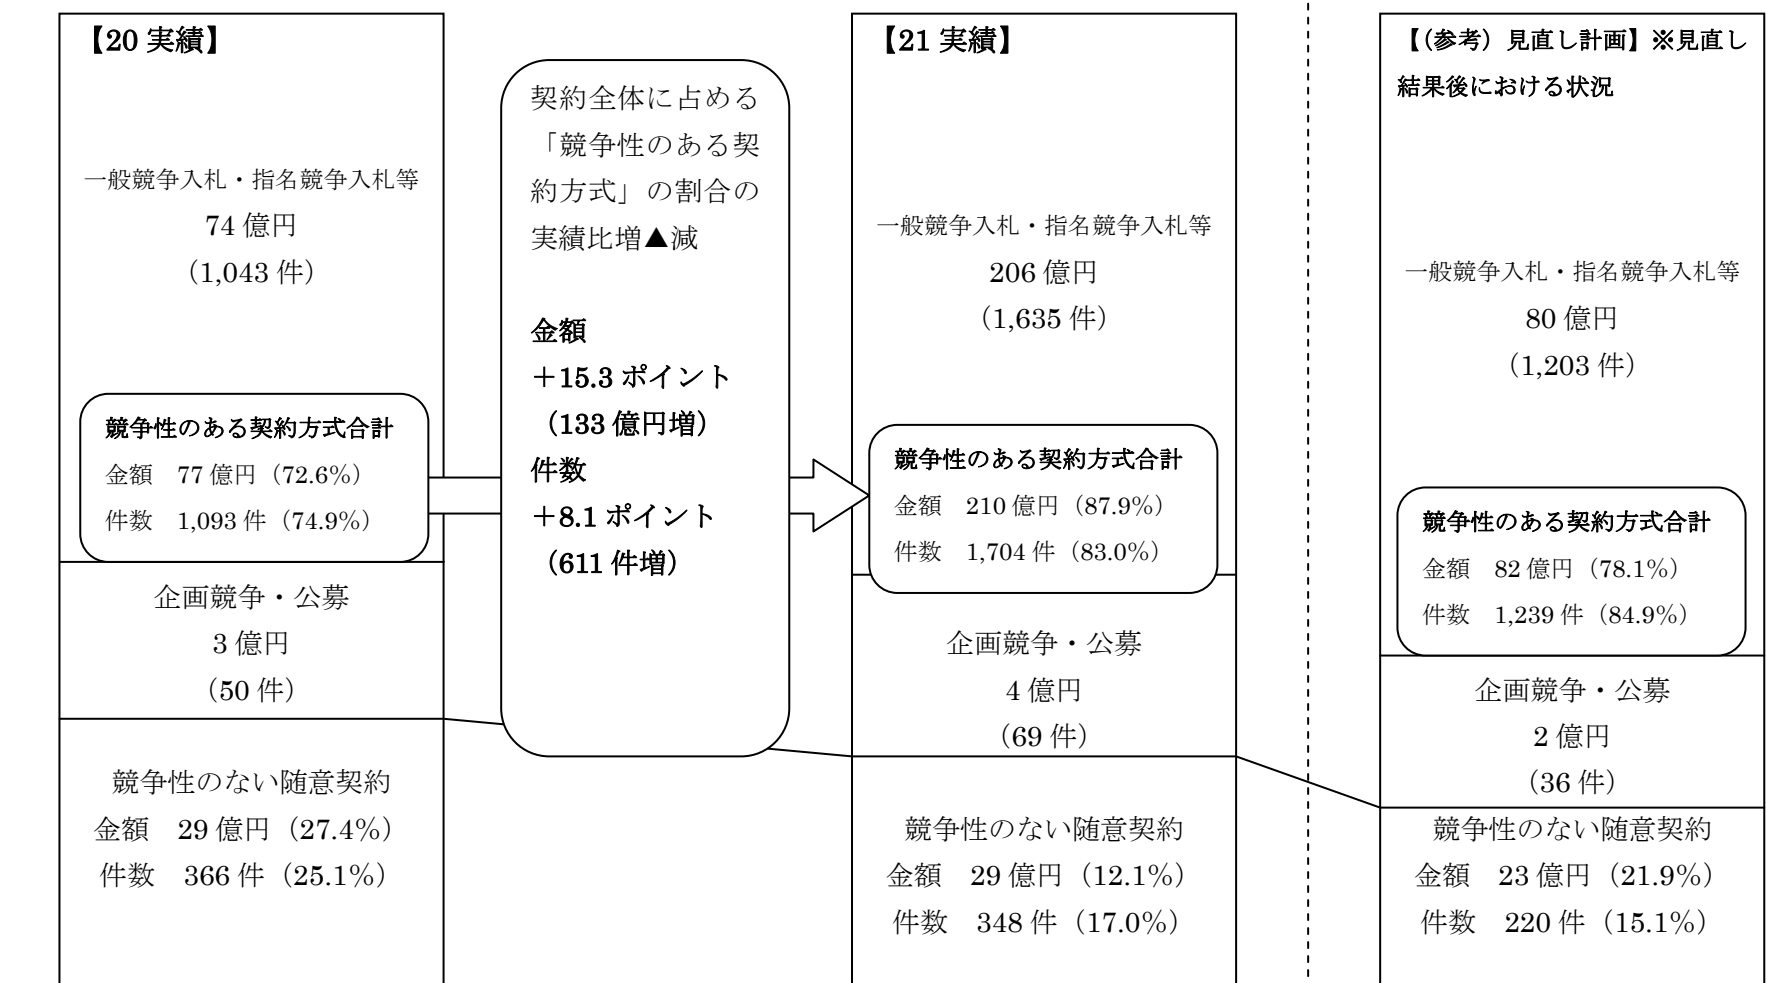 【20 実績】
一般競争入札・指名競争入札等
74 億円
（1,043 件）
競争性のある契約方式合計
金額　77 億円（72.6％）
件数　1,093 件（74.9％）
企画競争・公募
3 億円
（50 件）
競争性のない随意契約
金額　29 億円（27.4％）
件数　366 件（25.1％）
契約全体に占める
「競争性のある契
約方式」の割合の
実績比増▲減
金額
＋15.3 ポイント
（133 億円増）
件数
＋8.1 ポイント
（611 件増）
【21 実績】
一般競争入札・指名競争入札等
206 億円
（1,635 件）
競争性のある契約方式合計
金額　210 億円（87.9％）
件数　1,704 件（83.0％）
企画競争・公募
4 億円
（69 件）
競争性のない随意契約
金額　29 億円（12.1％）
件数　348 件（17.0％）
【（参考）見直し計画】※見直し
結果後における状況
一般競争入札・指名競争入札等
80 億円
（1,203 件）
競争性のある契約方式合計
金額　82 億円（78.1％）
件数　1,239 件（84.9％）
企画競争・公募
2 億円
（36 件）
競争性のない随意契約
金額　23 億円（21.9％）
件数　220 件（15.1％）